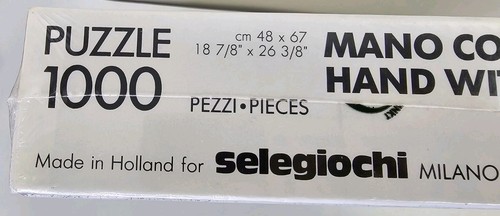 PUZZLE
1000
cm 48 x 67
18 7/8" x 26 3/8"
PEZZI•PIECES
MANO CO
HAND WI
Made in Holland for selegiochi MILANO